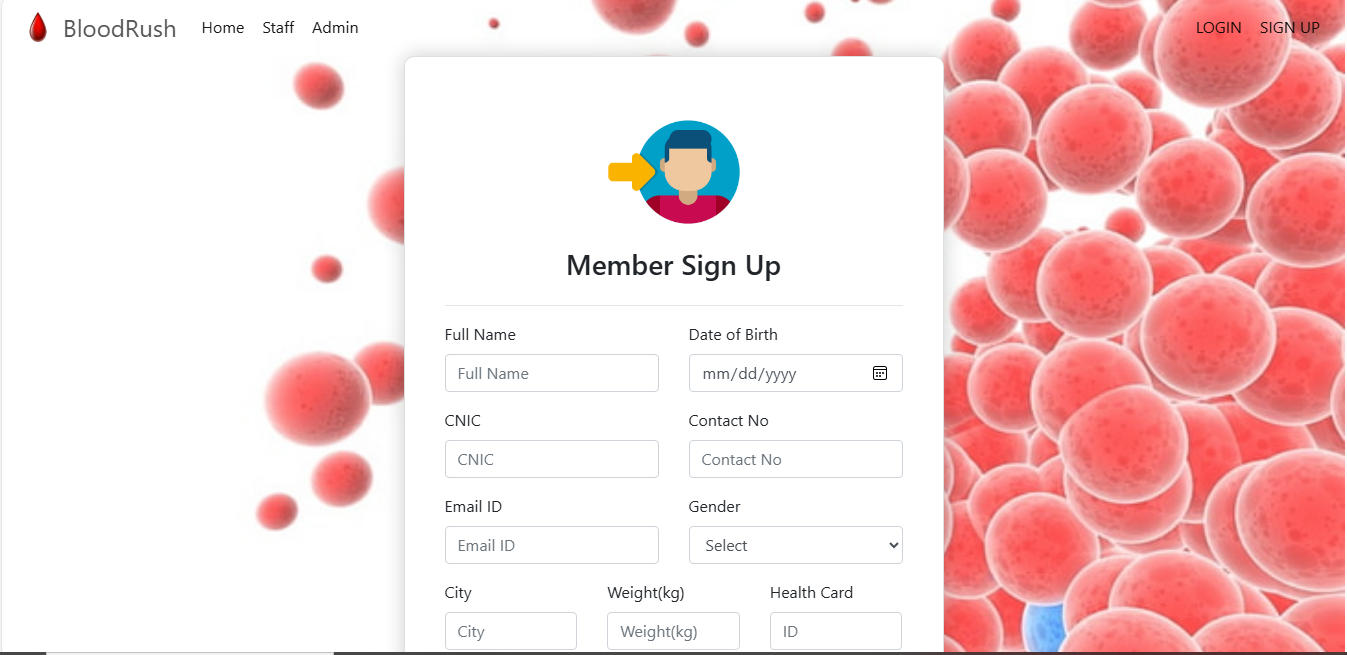 BloodRush Home Staff Admin LOGIN SIGN UP
Member Sign Up
Full Name Date of Birth
Full Name mm/dd/yyyy
CNIC Contact No
CNIC Contact No
Email ID Gender
Email ID Select
City Weight(kg) Health Card
City Weight(kg) ID